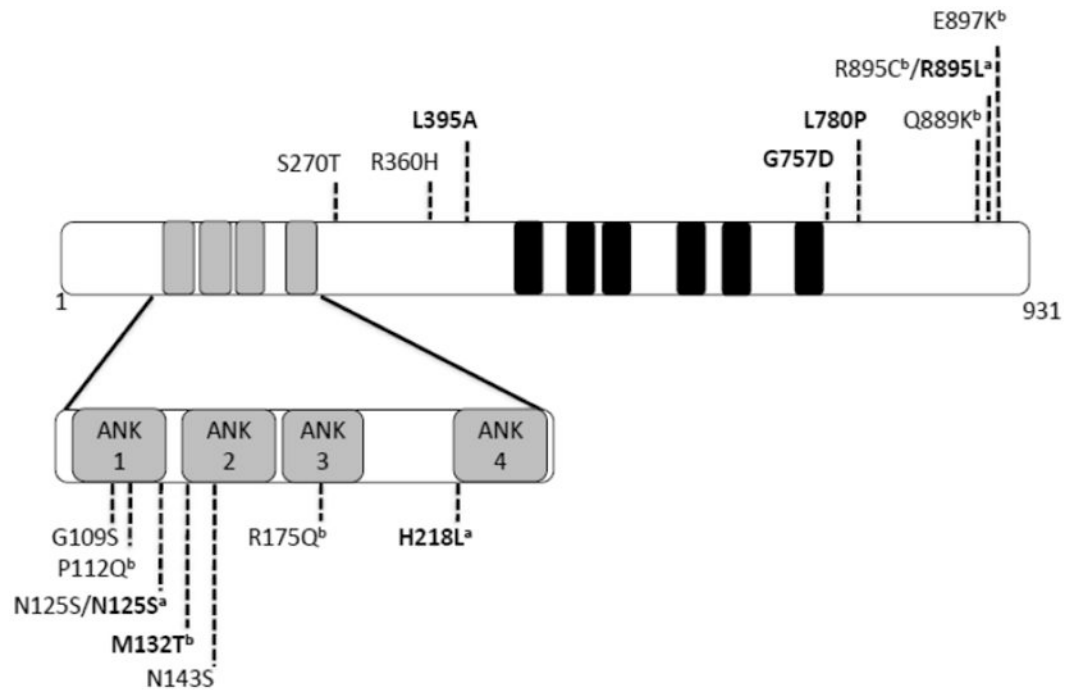 E897Kᵇ
R895Cᵇ/R895Lᵃ
L395A
L780P
Q889Kᵇ
S270T
R360H
G757D
1
931
ANK
1
ANK
2
ANK
3
ANK
4
G109S
R175Qᵇ
H218Lᵃ
P112Qᵇ
N125S/N125Sᵃ
M132Tᵇ
N143S